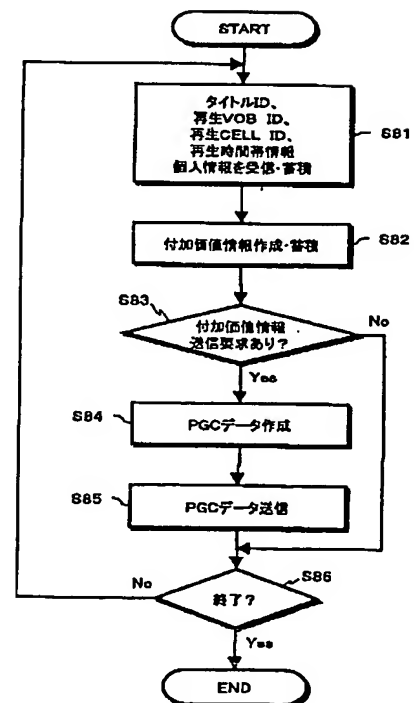 START
タイトルID、
再生VOB ID、
再生CELL ID、
再生時間帯情報
個人情報を受信・蓄積
S81
付加価値情報作成・蓄積
S82
S83
付加価値情報
送信要求あり?
No
Yes
S84
PGCデータ作成
S85
PGCデータ送信
S86
No
終了?
Yes
END